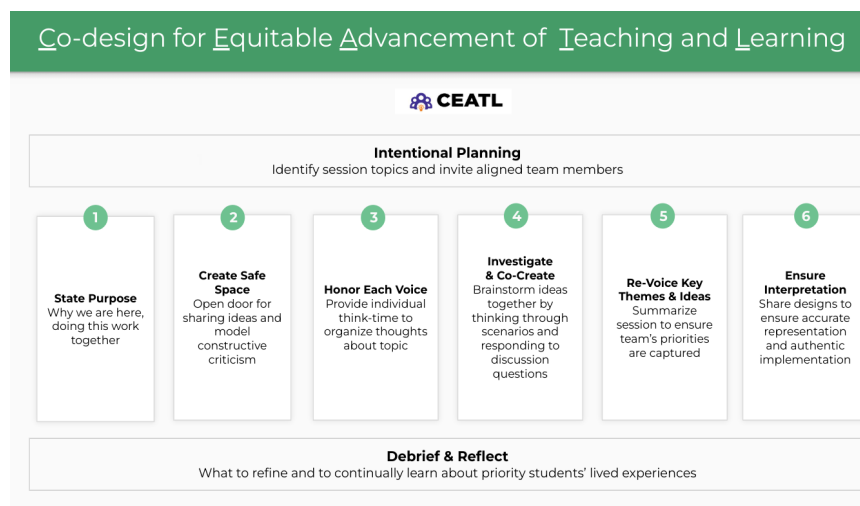 Co-design for Equitable Advancement of Teaching and Learning
CEATL
Intentional Planning
Identify session topics and invite aligned team members
1
State Purpose
Why we are here,
doing this work
together
2
Create Safe
Space
Open door for
sharing ideas and
model
constructive
criticism
3
Honor Each Voice
Provide individual
think-time to
organize thoughts
about topic
4
Investigate
& Co-Create
Brainstorm ideas
together by
thinking through
scenarios and
responding to
discussion
questions
5
Re-Voice Key
Themes & Ideas
Summarize
session to ensure
team's priorities
are captured
6
Ensure
Interpretation
Share designs to
ensure accurate
representation
and authentic
implementation
Debrief & Reflect
What to refine and to continually learn about priority students' lived experiences